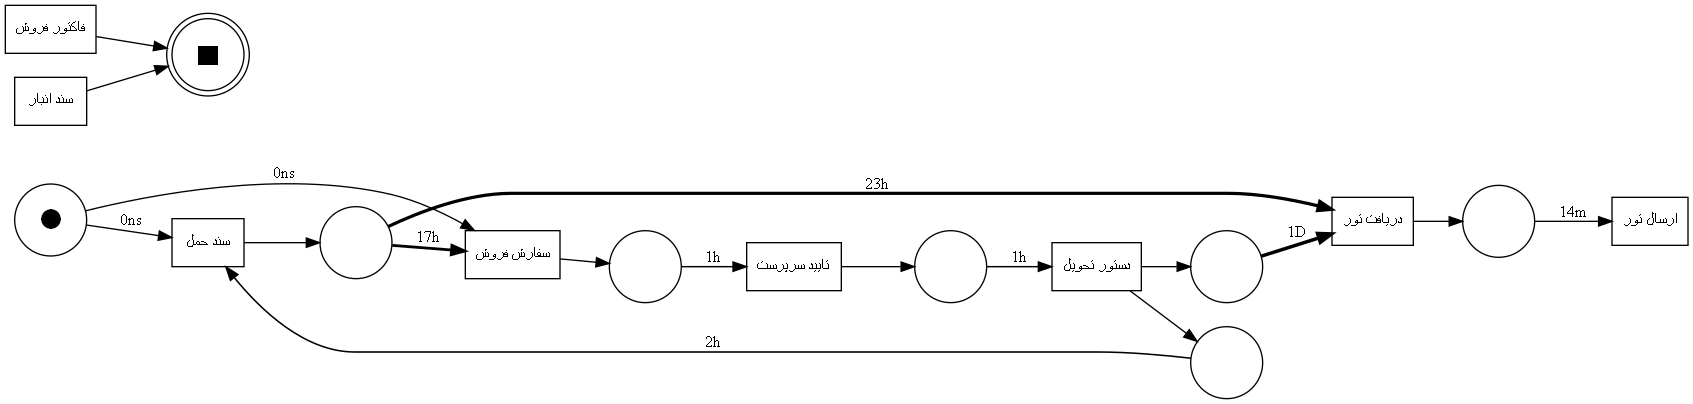 فاکتور فروش
سند انبار
0ns
0ns
سند حمل
23h
17h
سفارش فروش
1h
تایید سرپرست
1h
دستور تحویل
1D
دریافت تور
14m
ارسال تور
2h